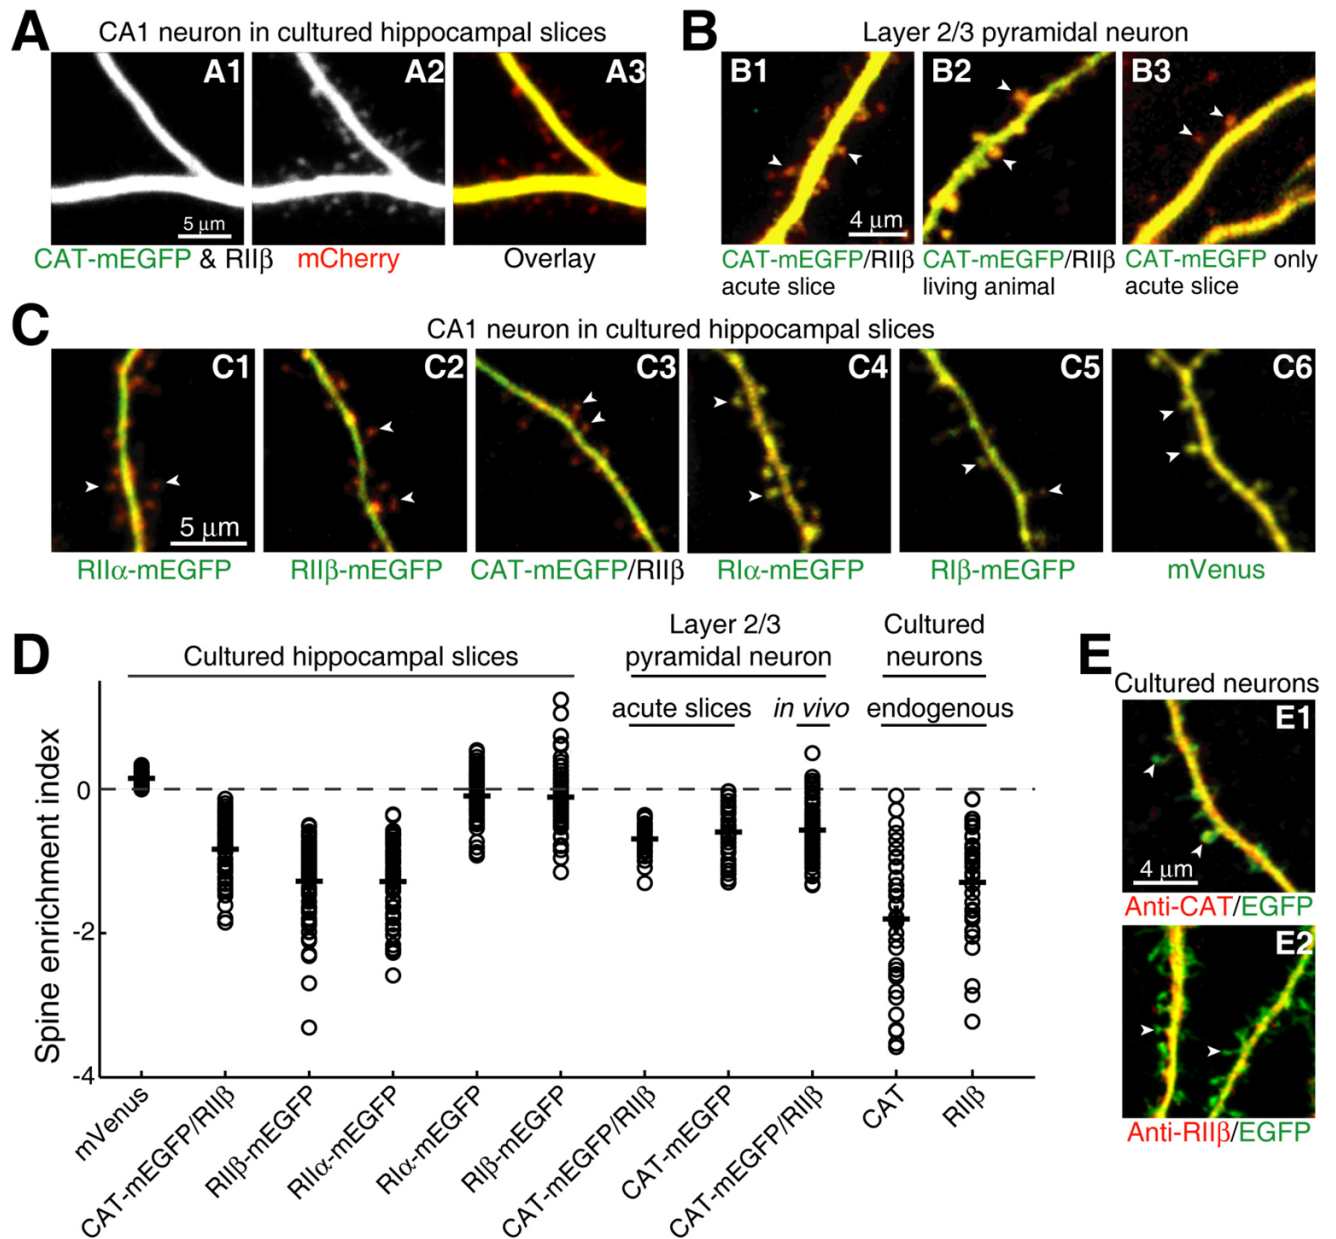 A
CA1 neuron in cultured hippocampal slices
A1
A2
A3
5 μm
CAT-mEGFP & RIIβ
mCherry
Overlay
B
Layer 2/3 pyramidal neuron
B1
B2
B3
4 μm
CAT-mEGFP/RIIβ
acute slice
CAT-mEGFP/RIIβ
living animal
CAT-mEGFP only
acute slice
C
CA1 neuron in cultured hippocampal slices
C1
C2
C3
C4
C5
C6
5 μm
RIIα-mEGFP
RIIβ-mEGFP
CAT-mEGFP/RIIβ
RIα-mEGFP
RIβ-mEGFP
mVenus
D
Cultured hippocampal slices
Layer 2/3
pyramidal neuron
Cultured
neurons
acute slices
in vivo
endogenous
Spine enrichment index
0
-2
-4
mVenus
CAT-mEGFP/RIIβ
RIIβ-mEGFP
RIIα-mEGFP
RIα-mEGFP
RIβ-mEGFP
CAT-mEGFP/RIIβ
CAT-mEGFP
CAT-mEGFP/RIIβ
CAT
RIIβ
E
Cultured neurons
E1
4 μm
Anti-CAT/EGFP
E2
Anti-RIIβ/EGFP